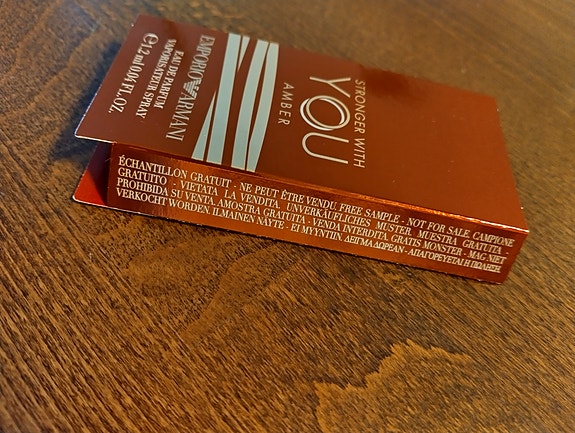 STRONGER WITH
YOU
AMBER
EMPORIO ARMANI
EAU DE PARFUM
VAPORISATEUR SPRAY
℮1.2 ml 0.04 FL. OZ.
ÉCHANTILLON GRATUIT - NE PEUT ÊTRE VENDU. FREE SAMPLE - NOT FOR SALE. CAMPIONE
GRATUITO - VIETATA LA VENDITA. UNVERKÄUFLICHES MUSTER. MUESTRA GRATUITA -
PROHIBIDA SU VENTA. AMOSTRA GRATUITA - VENDA INTERDITA. GRATIS MONSTER - MAG NIET
VERKOCHT WORDEN. ILMAINEN NÄYTE - EI MYYNTIIN. ΔΕΙΓΜΑ ΔΩΡΕΑΝ - ΑΠΑΓΟΡΕΥΕΤΑΙ Η ΠΩΛΗΣΗ.